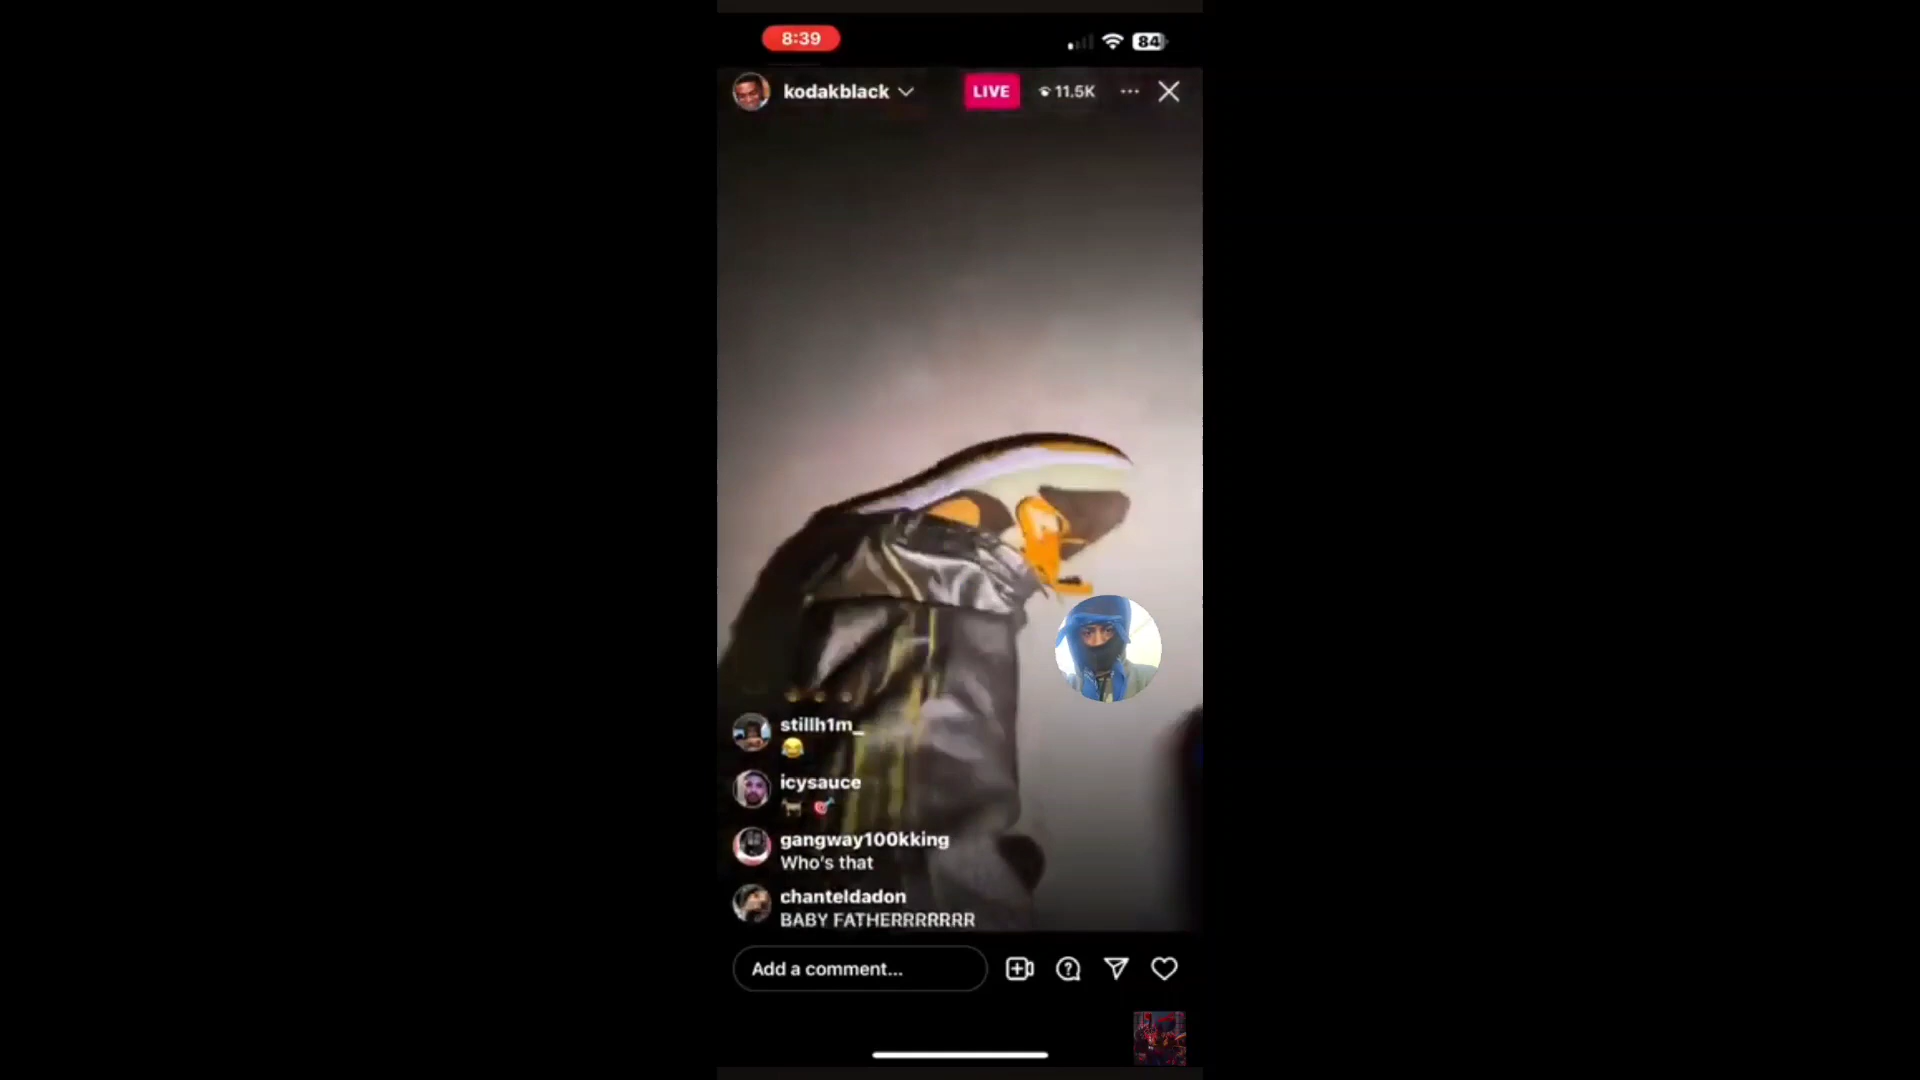 8:39
84
kodakblack
LIVE
11.5K
stillh1m_
😂
icysauce
🐐 🎯
gangway100kking
Who's that
chanteldadon
BABY FATHERRRRRRR
Add a comment...